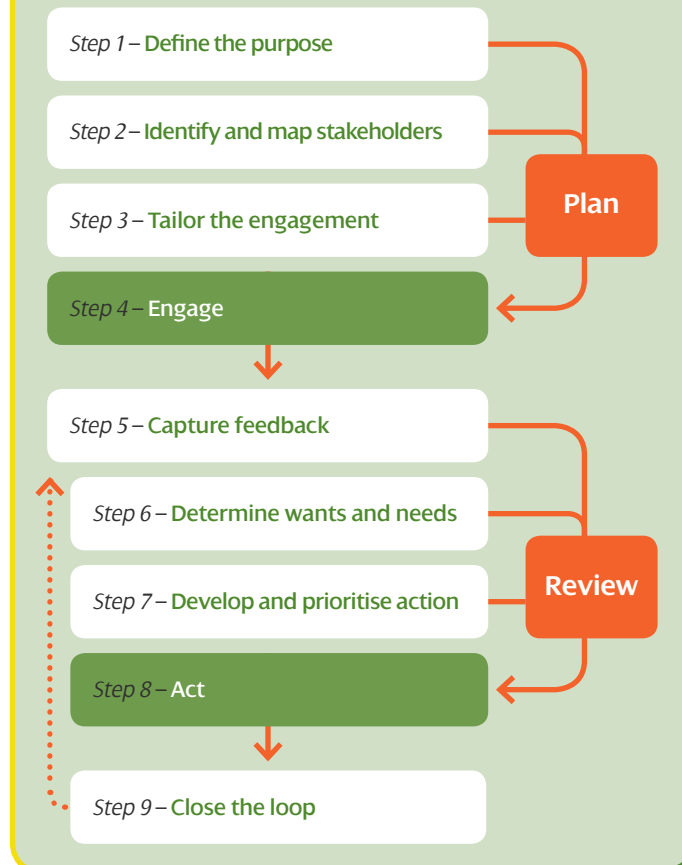 Step 1 – Define the purpose
Step 2 – Identify and map stakeholders
Step 3 – Tailor the engagement
Plan
Step 4 – Engage
Step 5 – Capture feedback
Step 6 – Determine wants and needs
Step 7 – Develop and prioritise action
Review
Step 8 – Act
Step 9 – Close the loop